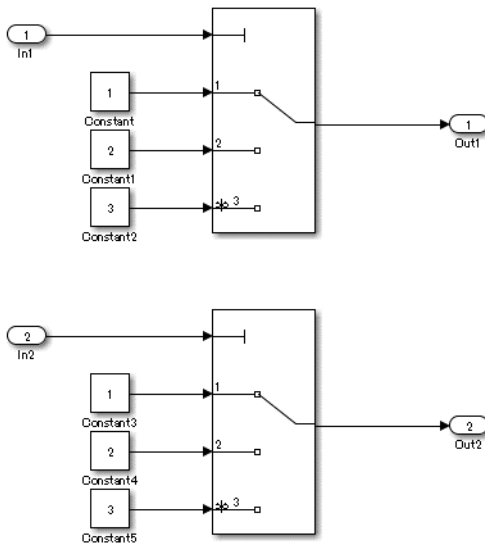 1
In1
1
1
Constant
2
2
Constant1
3
* 3
Constant2
1
Out1
2
In2
1
1
Constant3
2
2
Constant4
3
* 3
Constant5
2
Out2